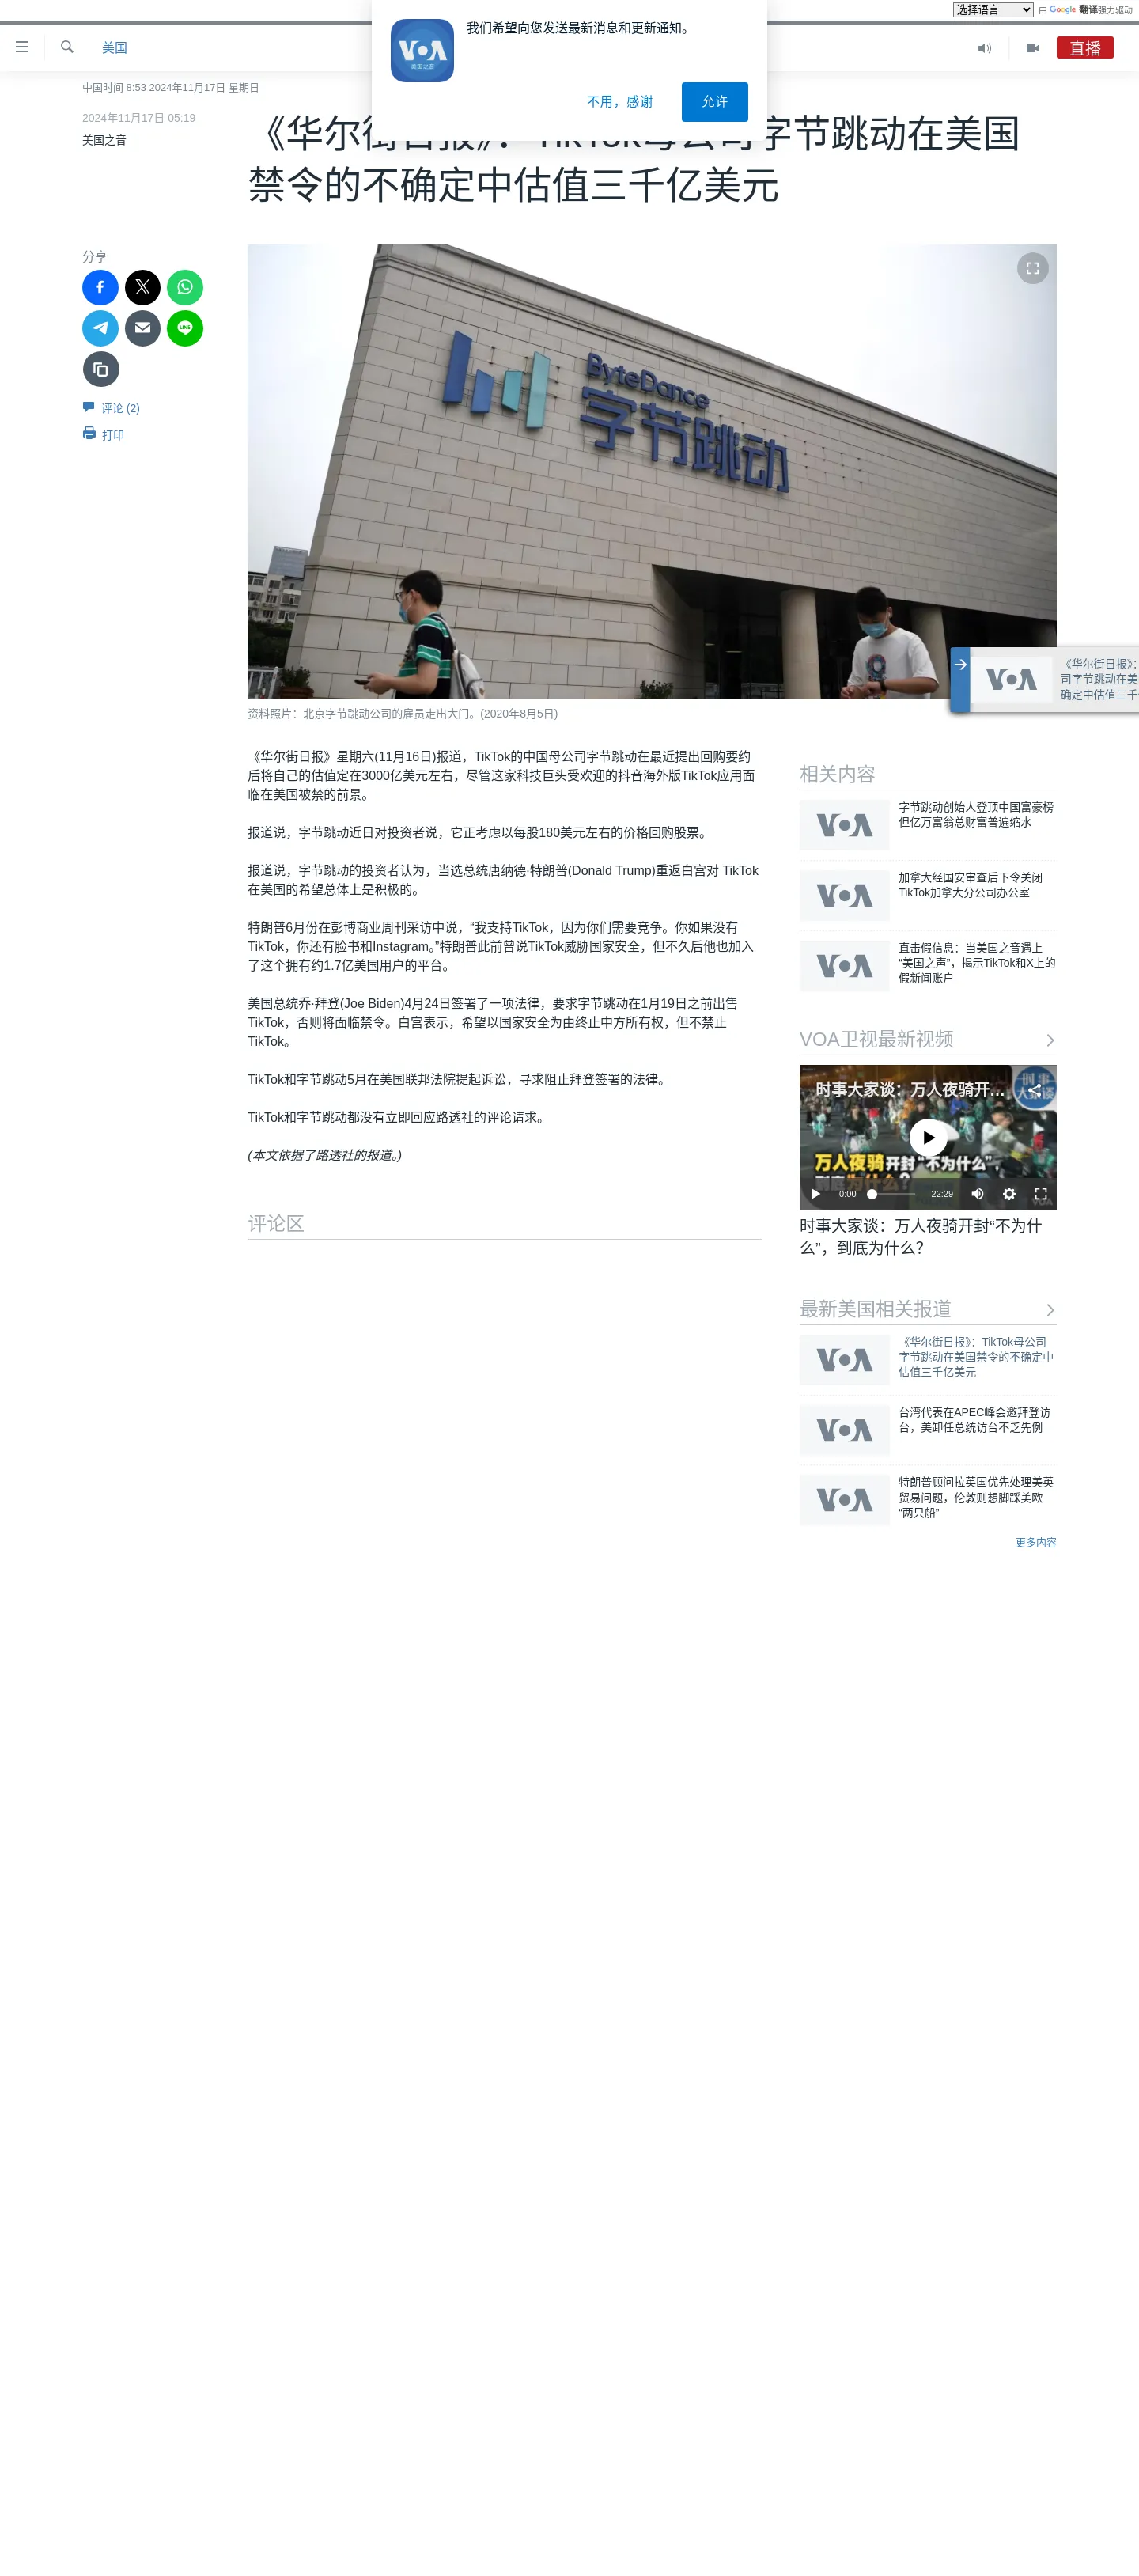 选择语言
由 Google 翻译强力驱动
美国
VOA
美国之音
我们希望向您发送最新消息和更新通知。
不用，感谢
允许
直播
中国时间 8:53 2024年11月17日 星期日
2024年11月17日 05:19
美国之音
《华尔街日报》：TikTok母公司字节跳动在美国
禁令的不确定中估值三千亿美元
分享
评论 (2)
打印
ByteDance
字节跳动
资料照片：北京字节跳动公司的雇员走出大门。(2020年8月5日)
VOA
《华尔街日报》：
司字节跳动在美
确定中估值三千
《华尔街日报》星期六(11月16日)报道，TikTok的中国母公司字节跳动在最近提出回购要约
后将自己的估值定在3000亿美元左右，尽管这家科技巨头受欢迎的抖音海外版TikTok应用面
临在美国被禁的前景。
报道说，字节跳动近日对投资者说，它正考虑以每股180美元左右的价格回购股票。
报道说，字节跳动的投资者认为，当选总统唐纳德·特朗普(Donald Trump)重返白宫对 TikTok
在美国的希望总体上是积极的。
特朗普6月份在彭博商业周刊采访中说，“我支持TikTok，因为你们需要竞争。你如果没有
TikTok，你还有脸书和Instagram。”特朗普此前曾说TikTok威胁国家安全，但不久后他也加入
了这个拥有约1.7亿美国用户的平台。
美国总统乔·拜登(Joe Biden)4月24日签署了一项法律，要求字节跳动在1月19日之前出售
TikTok，否则将面临禁令。白宫表示，希望以国家安全为由终止中方所有权，但不禁止
TikTok。
TikTok和字节跳动5月在美国联邦法院提起诉讼，寻求阻止拜登签署的法律。
TikTok和字节跳动都没有立即回应路透社的评论请求。
(本文依据了路透社的报道。)
评论区
相关内容
VOA
字节跳动创始人登顶中国富豪榜
但亿万富翁总财富普遍缩水
VOA
加拿大经国安审查后下令关闭
TikTok加拿大分公司办公室
VOA
直击假信息：当美国之音遇上
“美国之声”，揭示TikTok和X上的
假新闻账户
VOA卫视最新视频
时事大家谈：万人夜骑开...
时事
大家谈
万人夜骑开封“不为什么”，
到底为什么？
VOA
0:00
22:29
时事大家谈：万人夜骑开封“不为什
么”，到底为什么？
最新美国相关报道
VOA
《华尔街日报》：TikTok母公司
字节跳动在美国禁令的不确定中
估值三千亿美元
VOA
台湾代表在APEC峰会邀拜登访
台，美卸任总统访台不乏先例
VOA
特朗普顾问拉英国优先处理美英
贸易问题，伦敦则想脚踩美欧
“两只船”
更多内容